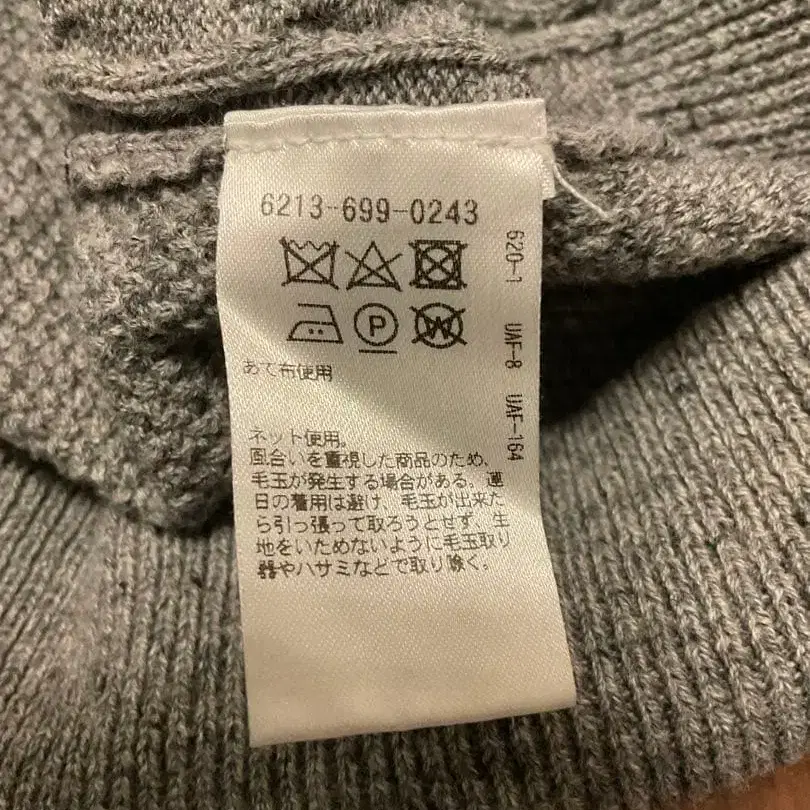 6213-699-0243
P
W
あて布使用
ネット使用。
風合いを重視した商品のため、
毛玉が発生する場合がある。連
日の着用は避け、毛玉が出来た
ら引っ張って取ろうとせず、生
地をいためないように毛玉取り
器やハサミなどで取り除く。
620-1 UAF-8 UAF-164